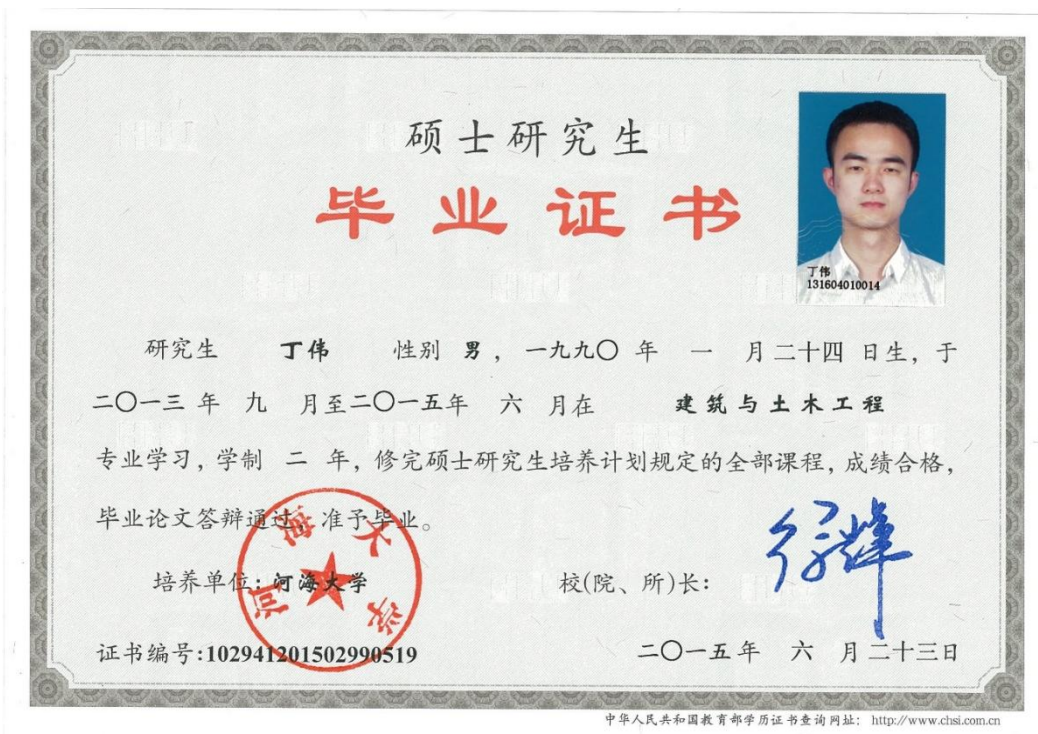 硕士研究生
毕业证书
丁伟
131604010014
研究生 丁伟 性别 男，一九九〇 年 一 月二十四 日生，于
二〇一三 年 九 月至二〇一五年 六 月在 建筑与土木工程
专业学习，学制 二 年，修完硕士研究生培养计划规定的全部课程，成绩合格，
毕业论文答辩通过，准予毕业。
河海大学
培养单位：河海大学 校(院、所)长：
证书编号:102941201502990519 二〇一五年 六 月二十三日
中华人民共和国教育部学历证书查询网址： http://www.chsi.com.cn